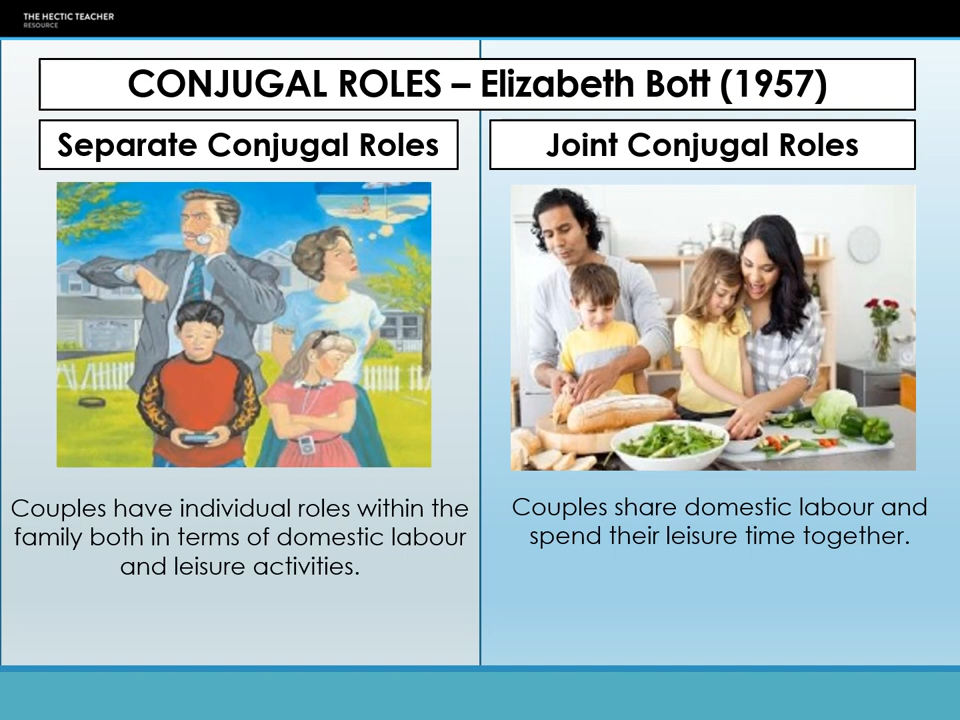 THE HECTIC TEACHER
RESOURCE
CONJUGAL ROLES – Elizabeth Bott (1957)
Separate Conjugal Roles
Joint Conjugal Roles
Couples have individual roles within the
family both in terms of domestic labour
and leisure activities.
Couples share domestic labour and
spend their leisure time together.